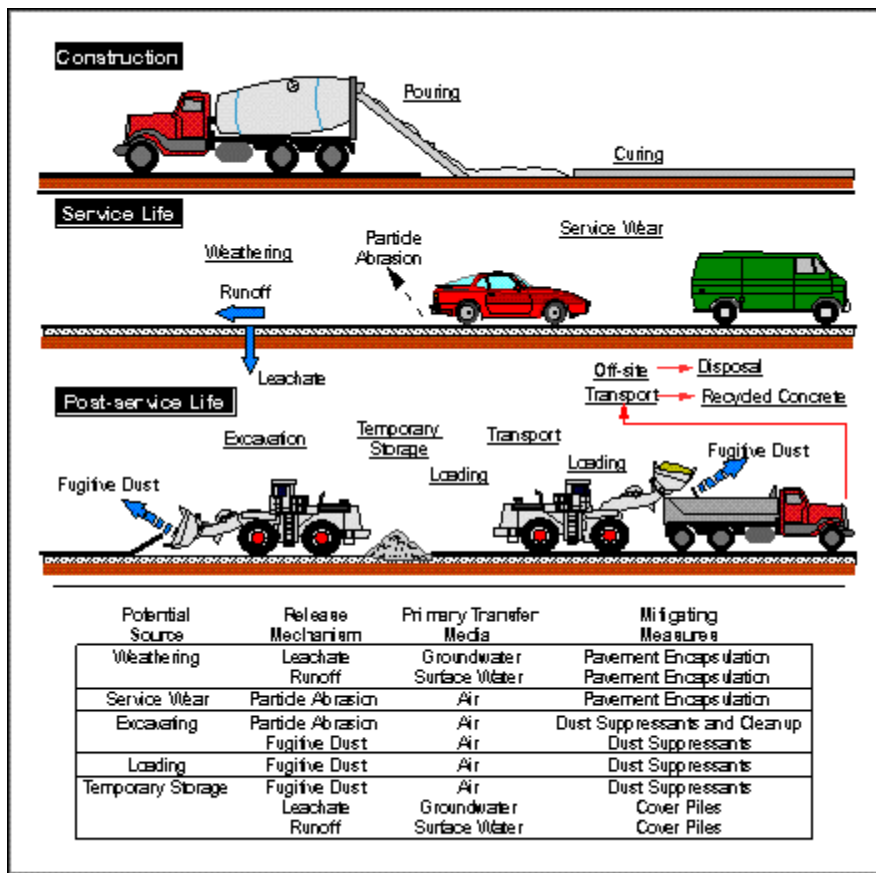 Construction
Pouring
Curing
Service Life
Weathering
Particle
Abrasion
Service Wear
Runoff
Leachate
Off-site
Disposal
Transport
Recycled Concrete
Post-service Life
Excavation
Temporary
Storage
Transport
Loading
Loading
Fugitive Dust
Fugitive Dust
Potential Release Primary Transfer Mitigating
Source Mechanism Media Measures
Weathering Leachate Groundwater Pavement Encapsulation
Runoff Surface Water Pavement Encapsulation
Service Wear Particle Abrasion Air Pavement Encapsulation
Excavating Particle Abrasion Air Dust Suppressants and Cleanup
Fugitive Dust Air Dust Suppressants
Loading Fugitive Dust Air Dust Suppressants
Temporary Storage Fugitive Dust Air Dust Suppressants
Leachate Groundwater Cover Piles
Runoff Surface Water Cover Piles